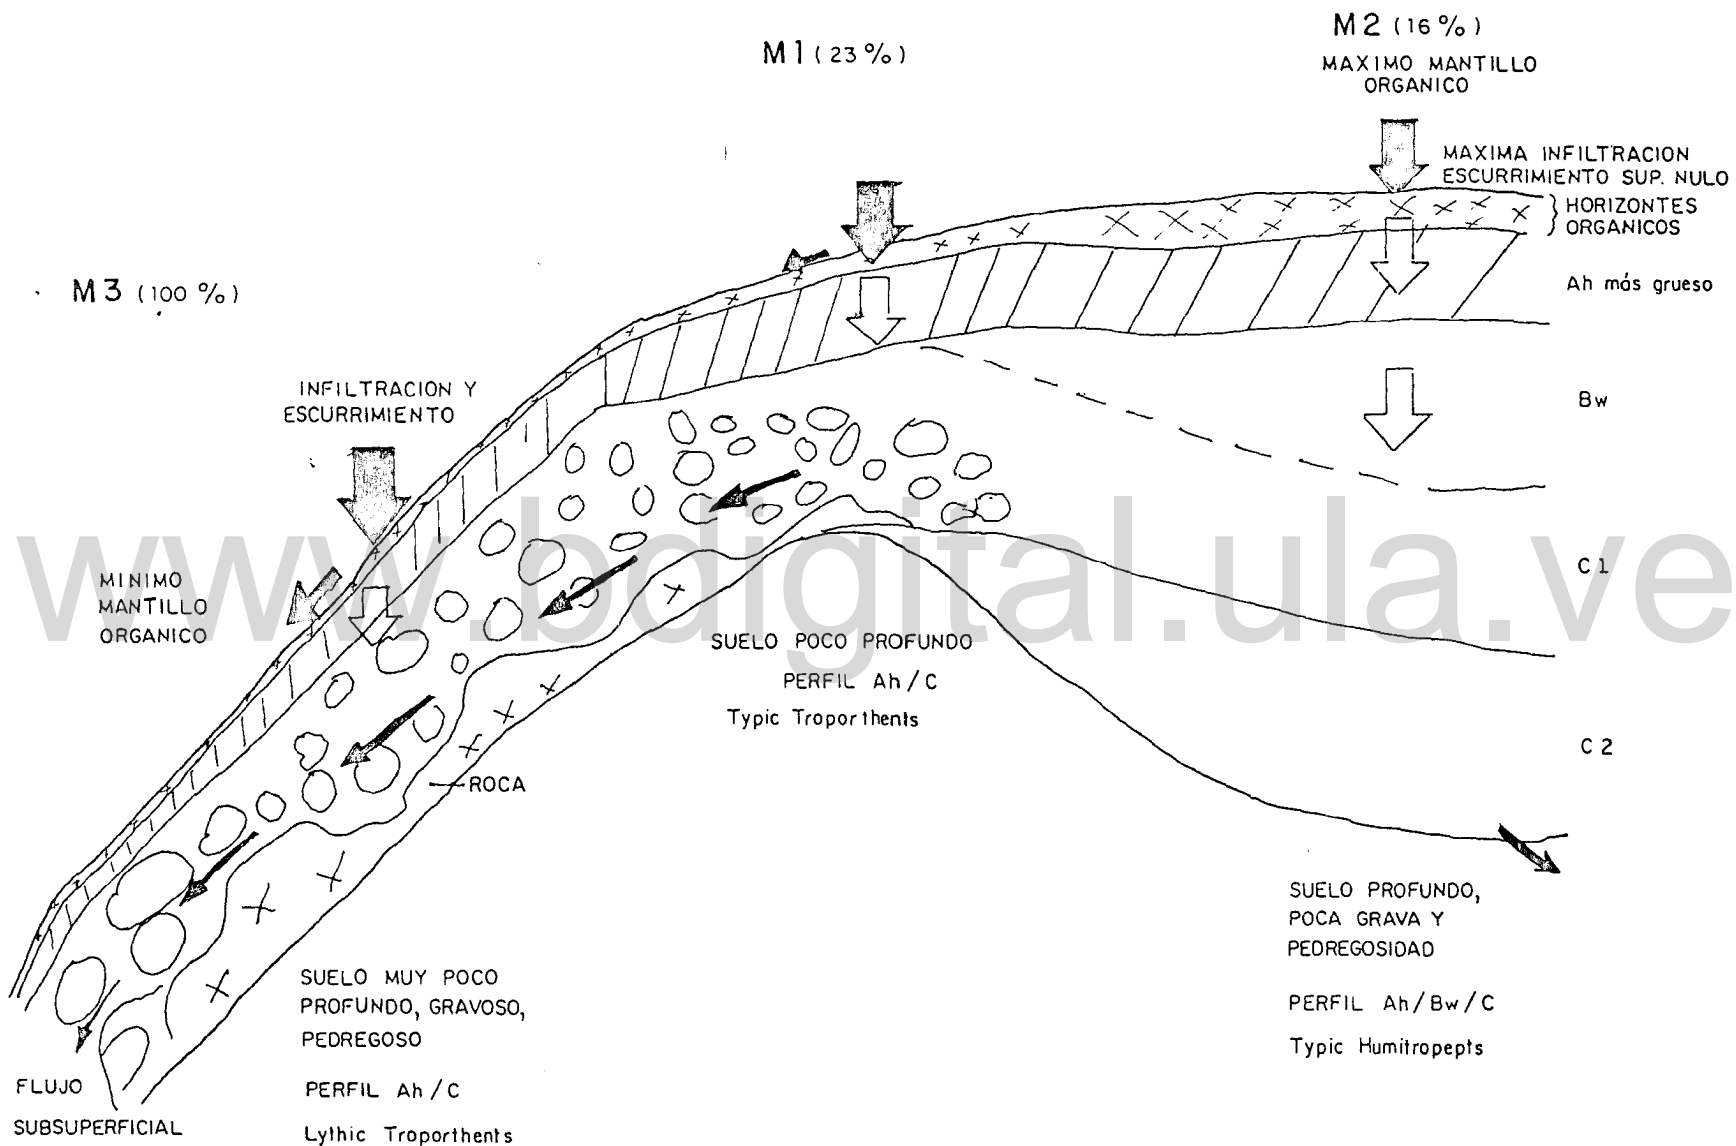 M2 (16 %)
MAXIMO MANTILLO
ORGANICO
M1 (23 %)
MAXIMA INFILTRACION
ESCURRIMIENTO SUP. NULO
HORIZONTES
ORGANICOS
Ah más grueso
M3 (100 %)
INFILTRACION Y
ESCURRIMIENTO
Bw
www.bdigital.ula.ve
C1
MINIMO
MANTILLO
ORGANICO
SUELO POCO PROFUNDO
PERFIL Ah/C
Typic Troporthents
C2
ROCA
SUELO PROFUNDO,
POCA GRAVA Y
PEDREGOSIDAD
PERFIL Ah/Bw/C
Typic Humitropepts
SUELO MUY POCO
PROFUNDO, GRAVOSO,
PEDREGOSO
PERFIL Ah/C
Lythic Troporthents
FLUJO
SUBSUPERFICIAL